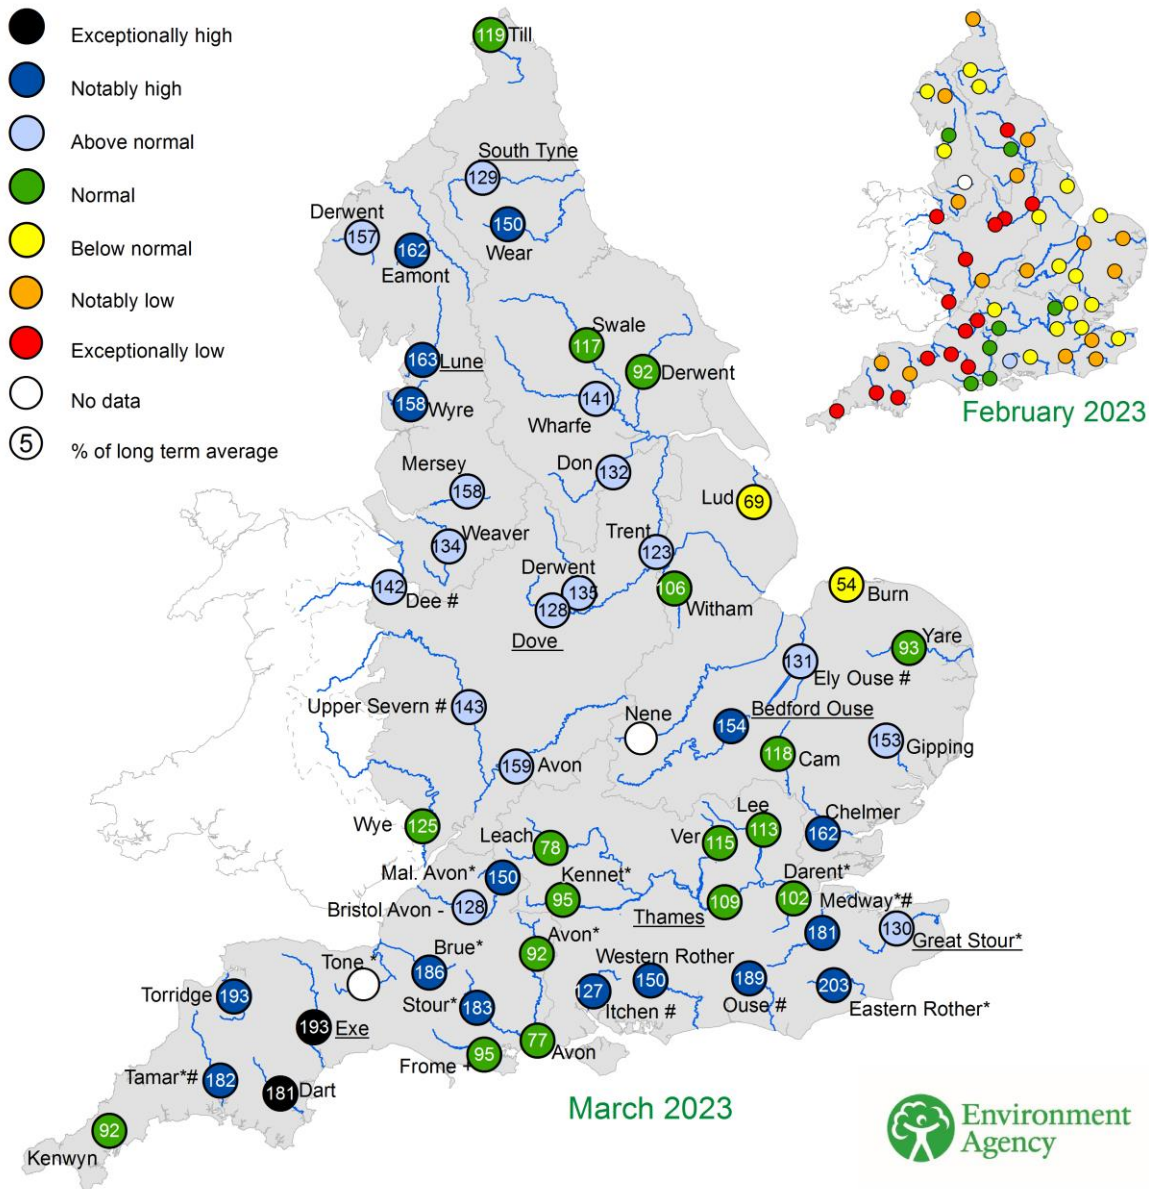 Exceptionally high
Notably high
Above normal
Normal
Below normal
Notably low
Exceptionally low
No data
5 % of long term average
119 Till
South Tyne
129
Derwent
157
150
Wear
162
Eamont
Swale
117
163 Lune
92 Derwent
158 Wyre
141
Wharfe
February 2023
Mersey
158
Don 132
Lud 69
Weaver
134
Trent
123
Derwent
135
142
Dee #
128
Dove
106
Witham
54
Burn
Yare
93
131
Ely Ouse #
Upper Severn # 143
Nene
Bedford Ouse
154
153 Gipping
118 Cam
159 Avon
Wye 125
Leach 78
Ver 115
Lee
113
Chelmer
162
Mal. Avon*
150
Kennet*
95
Bristol Avon - 128
Thames
109
Darent*
102
Medway*#
181
130
Great Stour*
Avon*
92
Brue*
186
Tone *
Western Rother
150
Torridge 193
Stour*
183
127
Itchen #
189
Ouse #
203
Eastern Rother*
193 Exe
77
Avon
Frome + 95
Tamar*#
182
181 Dart
92
Kenwyn
March 2023
Environment
Agency